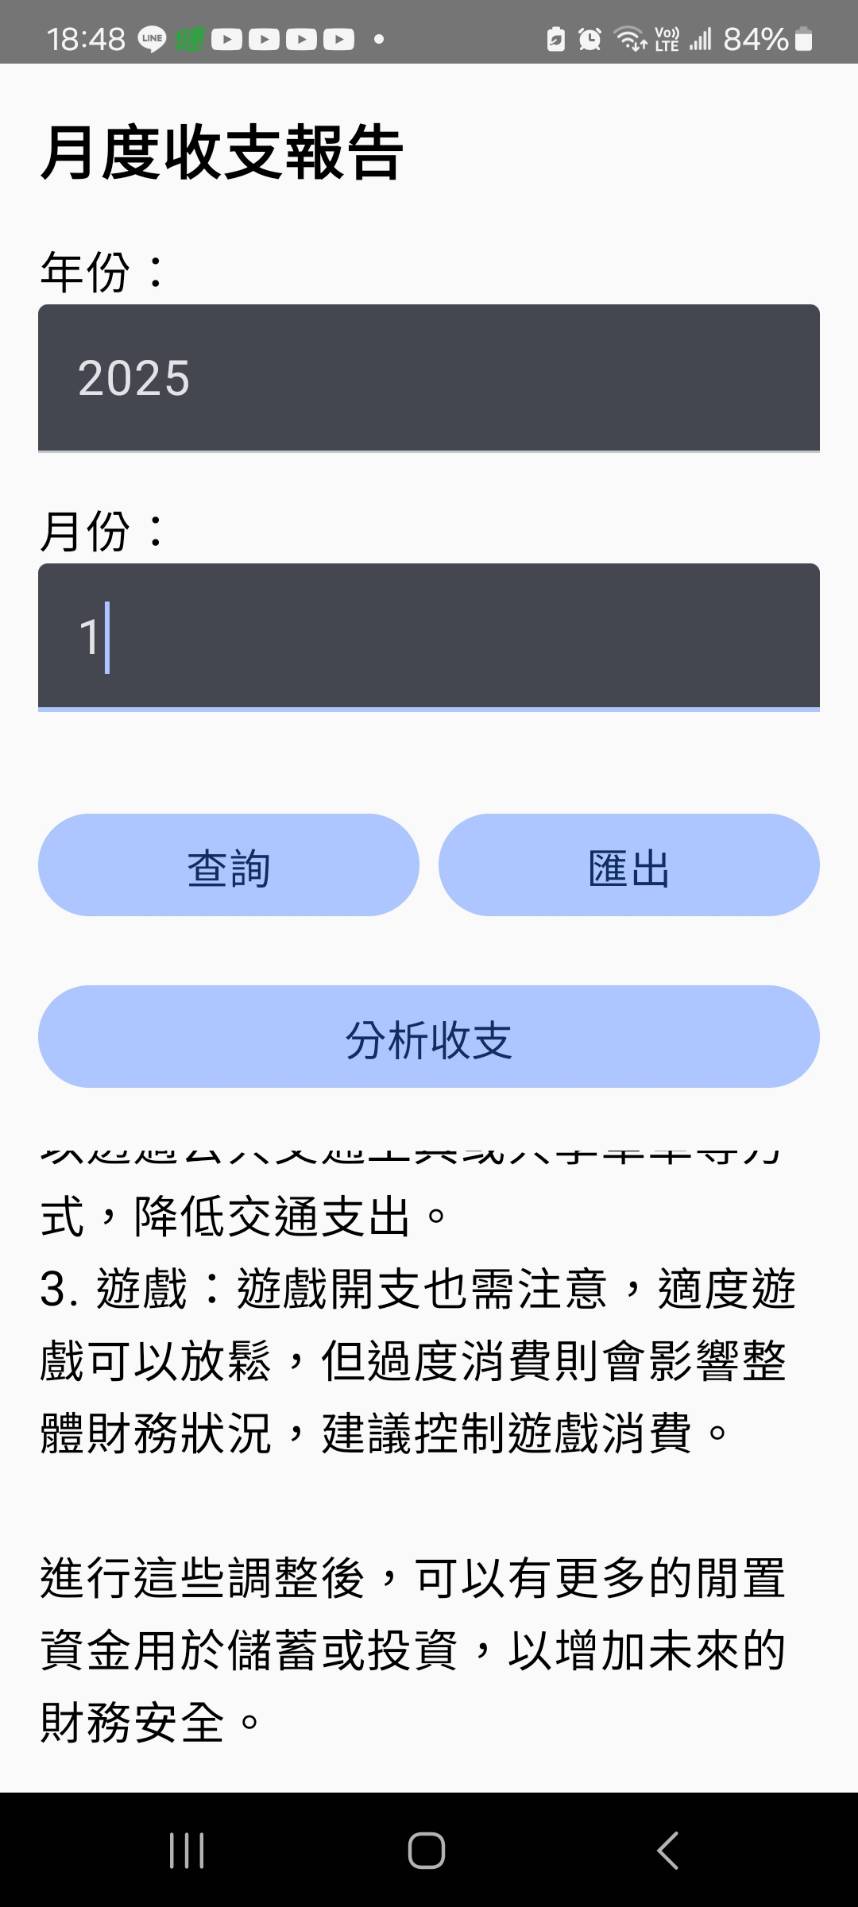 18:48 LINE
Vo)) LTE 84%
月度收支報告
年份：
2025
月份：
1
查詢 匯出
分析收支
式，降低交通支出。
3. 遊戲：遊戲開支也需注意，適度遊
戲可以放鬆，但過度消費則會影響整
體財務狀況，建議控制遊戲消費。
進行這些調整後，可以有更多的閒置
資金用於儲蓄或投資，以增加未來的
財務安全。